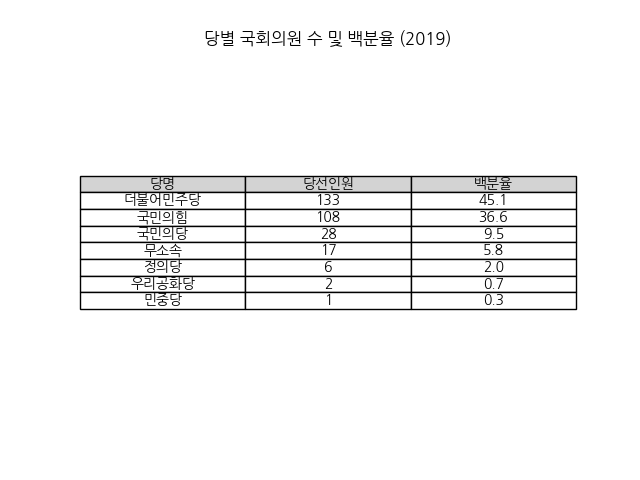 당별 국회의원 수 및 백분율 (2019)
당명 당선인원 백분율
더불어민주당 133 45.1
국민의힘 108 36.6
국민의당 28 9.5
무소속 17 5.8
정의당 6 2.0
우리공화당 2 0.7
민중당 1 0.3